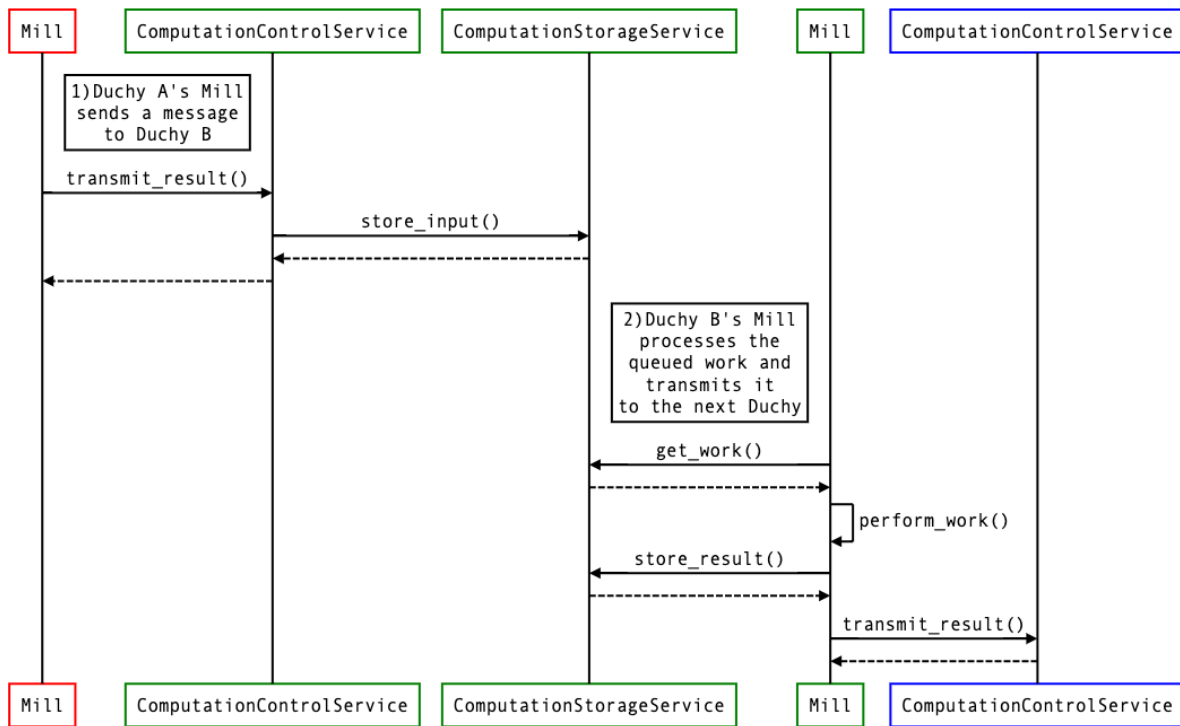 Mill
ComputationControlService
ComputationStorageService
Mill
ComputationControlService
1)Duchy A's Mill
sends a message
to Duchy B
transmit_result()
store_input()
2)Duchy B's Mill
processes the
queued work and
transmits it
to the next Duchy
get_work()
perform_work()
store_result()
transmit_result()
Mill
ComputationControlService
ComputationStorageService
Mill
ComputationControlService